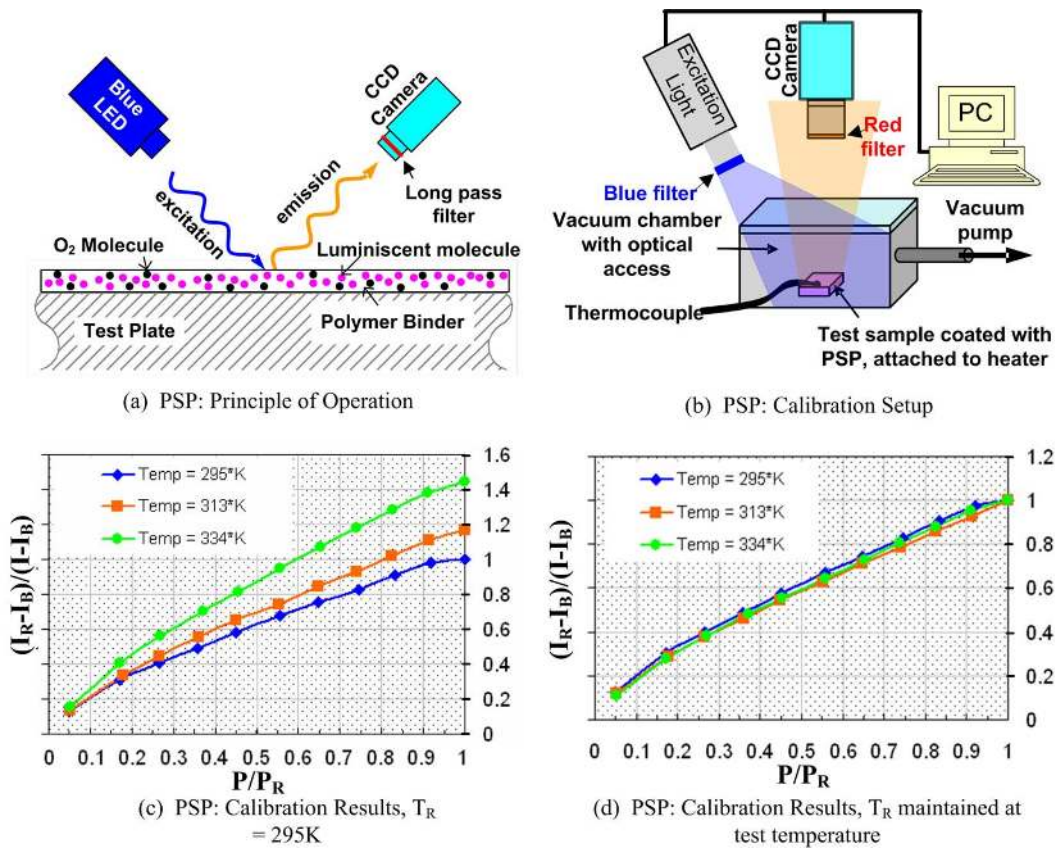 Blue
LED
CCD
Camera
excitation
emission
Long pass
filter
O2 Molecule
Luminiscent molecule
Test Plate
Polymer Binder
(a) PSP: Principle of Operation
Excitation
Light
CCD
Camera
PC
Red
filter
Blue filter
Vacuum chamber
with optical
access
Vacuum
pump
Thermocouple
Test sample coated with
PSP, attached to heater
(b) PSP: Calibration Setup
Temp = 295*K
Temp = 313*K
Temp = 334*K
(IR-IB)/(I-IB)
1.6
1.4
1.2
1
0.8
0.6
0.4
0.2
0
0 0.1 0.2 0.3 0.4 0.5 0.6 0.7 0.8 0.9 1
P/PR
(c) PSP: Calibration Results, TR
= 295K
Temp = 295*K
Temp = 313*K
Temp = 334*K
(IR-IB)/(I-IB)
1.2
1.0
0.8
0.6
0.4
0.2
0
0 0.1 0.2 0.3 0.4 0.5 0.6 0.7 0.8 0.9 1
P/PR
(d) PSP: Calibration Results, TR maintained at
test temperature